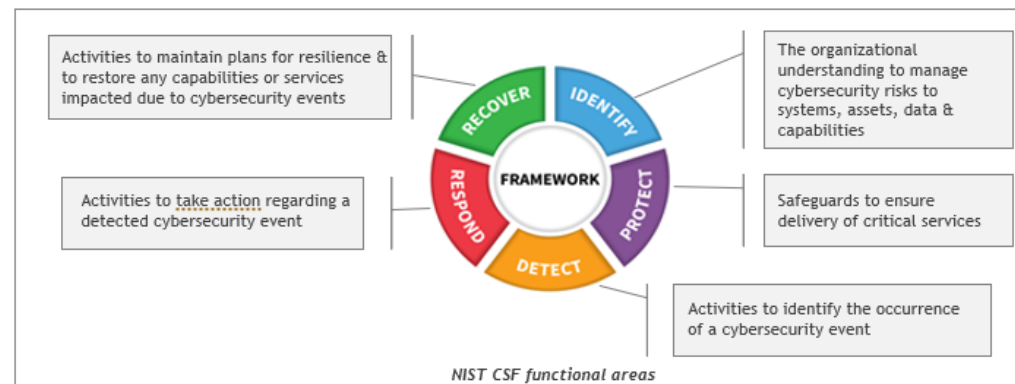 Activities to maintain plans for resilience &
to restore any capabilities or services
impacted due to cybersecurity events
The organizational
understanding to manage
cybersecurity risks to
systems, assets, data &
capabilities
RECOVER
IDENTIFY
FRAMEWORK
RESPOND
PROTECT
DETECT
Activities to take action regarding a
detected cybersecurity event
Safeguards to ensure
delivery of critical services
Activities to identify the occurrence
of a cybersecurity event
NIST CSF functional areas